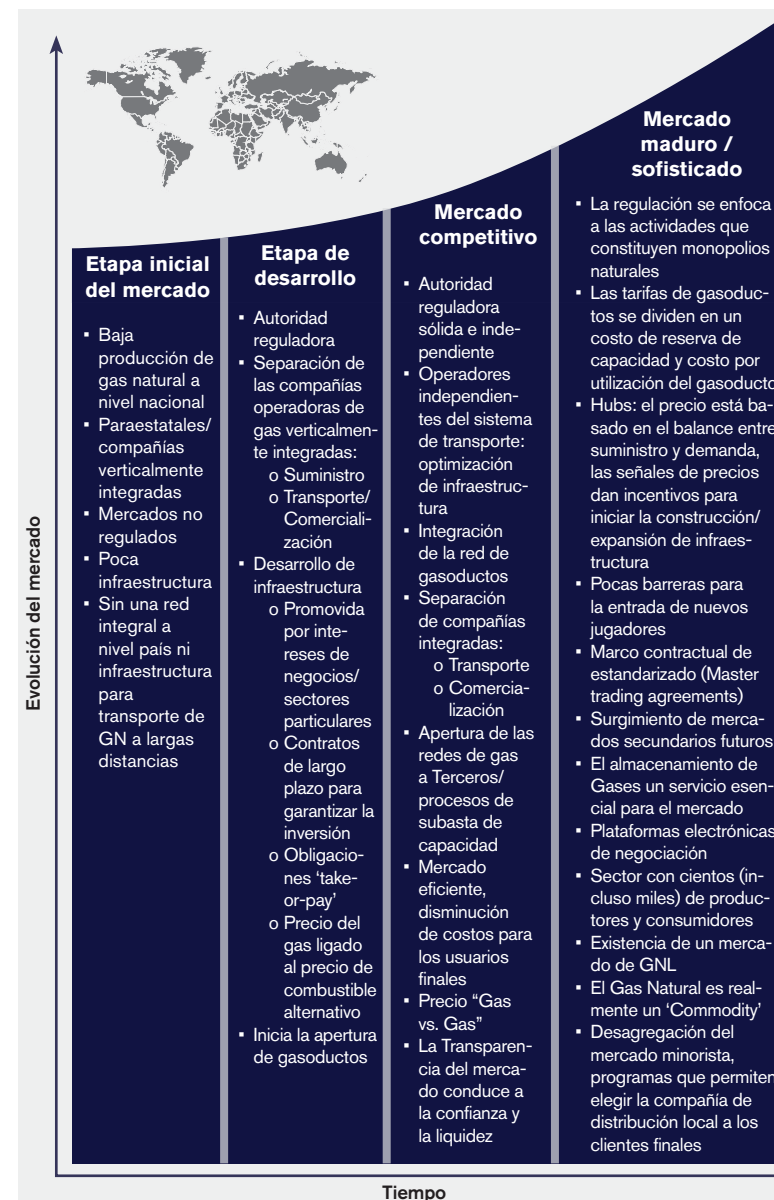 Evolución del mercado
Etapa inicial
del mercado
▪ Baja
producción de
gas natural a
nivel nacional
▪ Paraestatales/
compañías
verticalmente
integradas
▪ Mercados no
regulados
▪ Poca
infraestructura
▪ Sin una red
integral a
nivel país ni
infraestructura
para
transporte de
GN a largas
distancias
Etapa de
desarrollo
▪ Autoridad
reguladora
▪ Separación de
las compañías
operadoras de
gas verticalmen-
te integradas:
o Suministro
o Transporte/
Comerciali-
zación
▪ Desarrollo de
infraestructura
o Promovida
por inte-
reses de
negocios/
sectores
particulares
o Contratos
de largo
plazo para
garantizar la
inversión
o Obligacio-
nes ‘take-
or-pay’
o Precio del
gas ligado
al precio de
combustible
alternativo
▪ Inicia la apertura
de gasoductos
Mercado
competitivo
▪ Autoridad
reguladora
sólida e inde-
pendiente
▪ Operadores
independien-
tes del sistema
de transporte:
optimización
de infraestruc-
tura
▪ Integración
de la red de
gasoductos
▪ Separación
de compañías
integradas:
o Transporte
o Comercia-
lización
▪ Apertura de las
redes de gas
a Terceros/
procesos de
subasta de
capacidad
▪ Mercado
eficiente,
disminución
de costos para
los usuarios
finales
▪ Precio “Gas
vs. Gas”
▪ La Transparen-
cia del merca-
do conduce a
la confianza y
la liquidez
Mercado
maduro /
sofisticado
▪ La regulación se enfoca
a las actividades que
constituyen monopolios
naturales
▪ Las tarifas de gasoduc-
tos se dividen en un
costo de reserva de
capacidad y costo por
utilización del gasoducto
▪ Hubs: el precio está ba-
sado en el balance entre
suministro y demanda,
las señales de precios
dan incentivos para
iniciar la construcción/
expansión de infraes-
tructura
▪ Pocas barreras para
la entrada de nuevos
jugadores
▪ Marco contractual de
estandarizado (Master
trading agreements)
▪ Surgimiento de merca-
dos secundarios futuros
▪ El almacenamiento de
Gases un servicio esen-
cial para el mercado
▪ Plataformas electrónicas
de negociación
▪ Sector con cientos (in-
cluso miles) de produc-
tores y consumidores
▪ Existencia de un merca-
do de GNL
▪ El Gas Natural es real-
mente un ‘Commodity’
▪ Desagregación del
mercado minorista,
programas que permiten
elegir la compañía de
distribución local a los
clientes finales
Tiempo